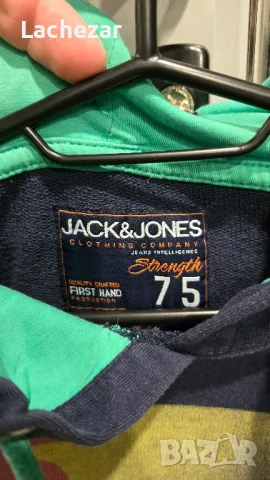 Lachezar
JACK&JONES
CLOTHING COMPANY
JEANS INTELLIGENCE
Strength
QUALITY CRAFTED
FIRST HAND
PRODUCTION
75
BAZAR